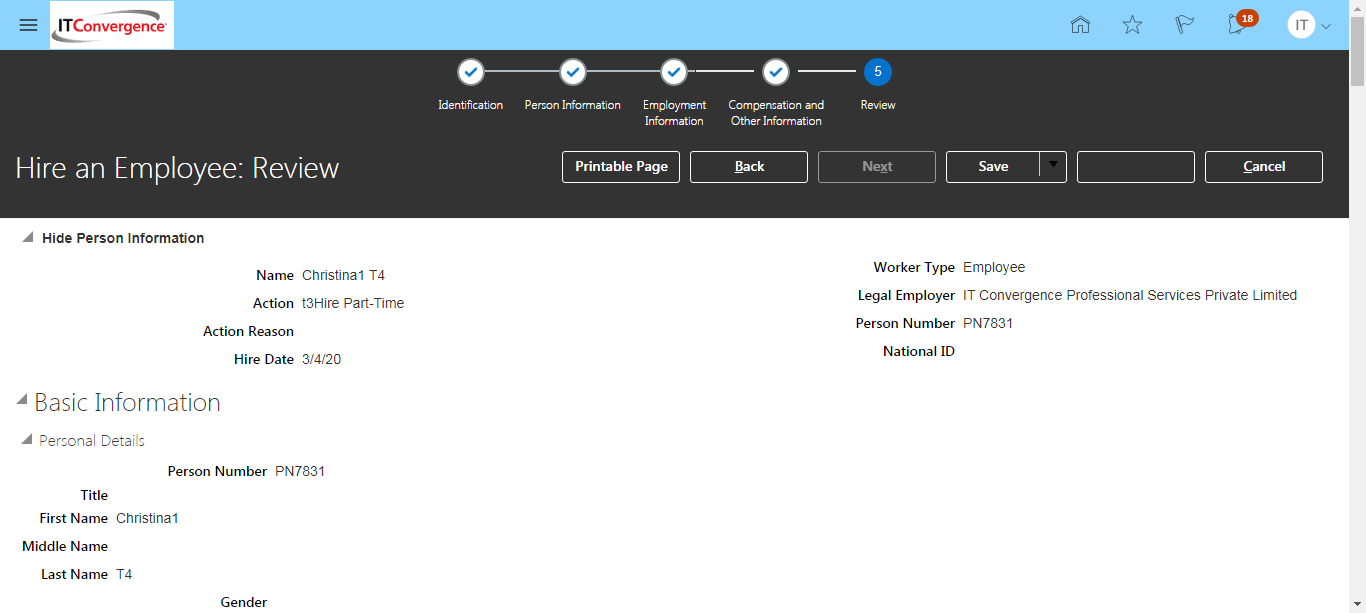 ITConvergence
18
IT
5
Identification
Person Information
Employment
Information
Compensation and
Other Information
Review
Hire an Employee: Review
Printable Page
Back
Next
Save
Cancel
Hide Person Information
Name Christina1 T4
Action t3Hire Part-Time
Action Reason
Hire Date 3/4/20
Worker Type Employee
Legal Employer IT Convergence Professional Services Private Limited
Person Number PN7831
National ID
Basic Information
Personal Details
Person Number PN7831
Title
First Name Christina1
Middle Name
Last Name T4
Gender